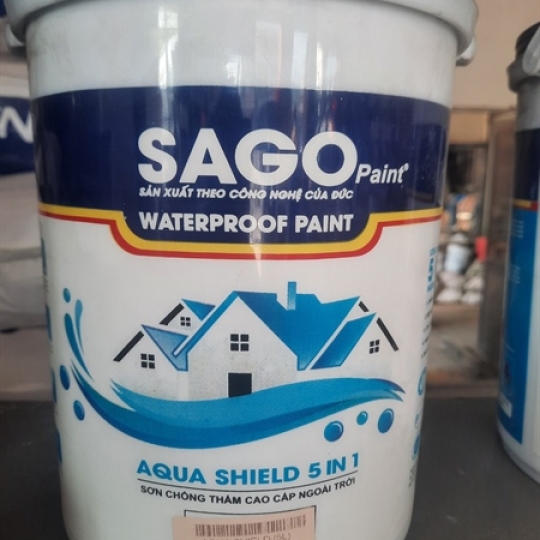 SAGO Paint®
SẢN XUẤT THEO CÔNG NGHỆ CỦA ĐỨC
WATERPROOF PAINT
AQUA SHIELD 5 IN 1
SƠN CHỐNG THẤM CAO CẤP NGOÀI TRỜI